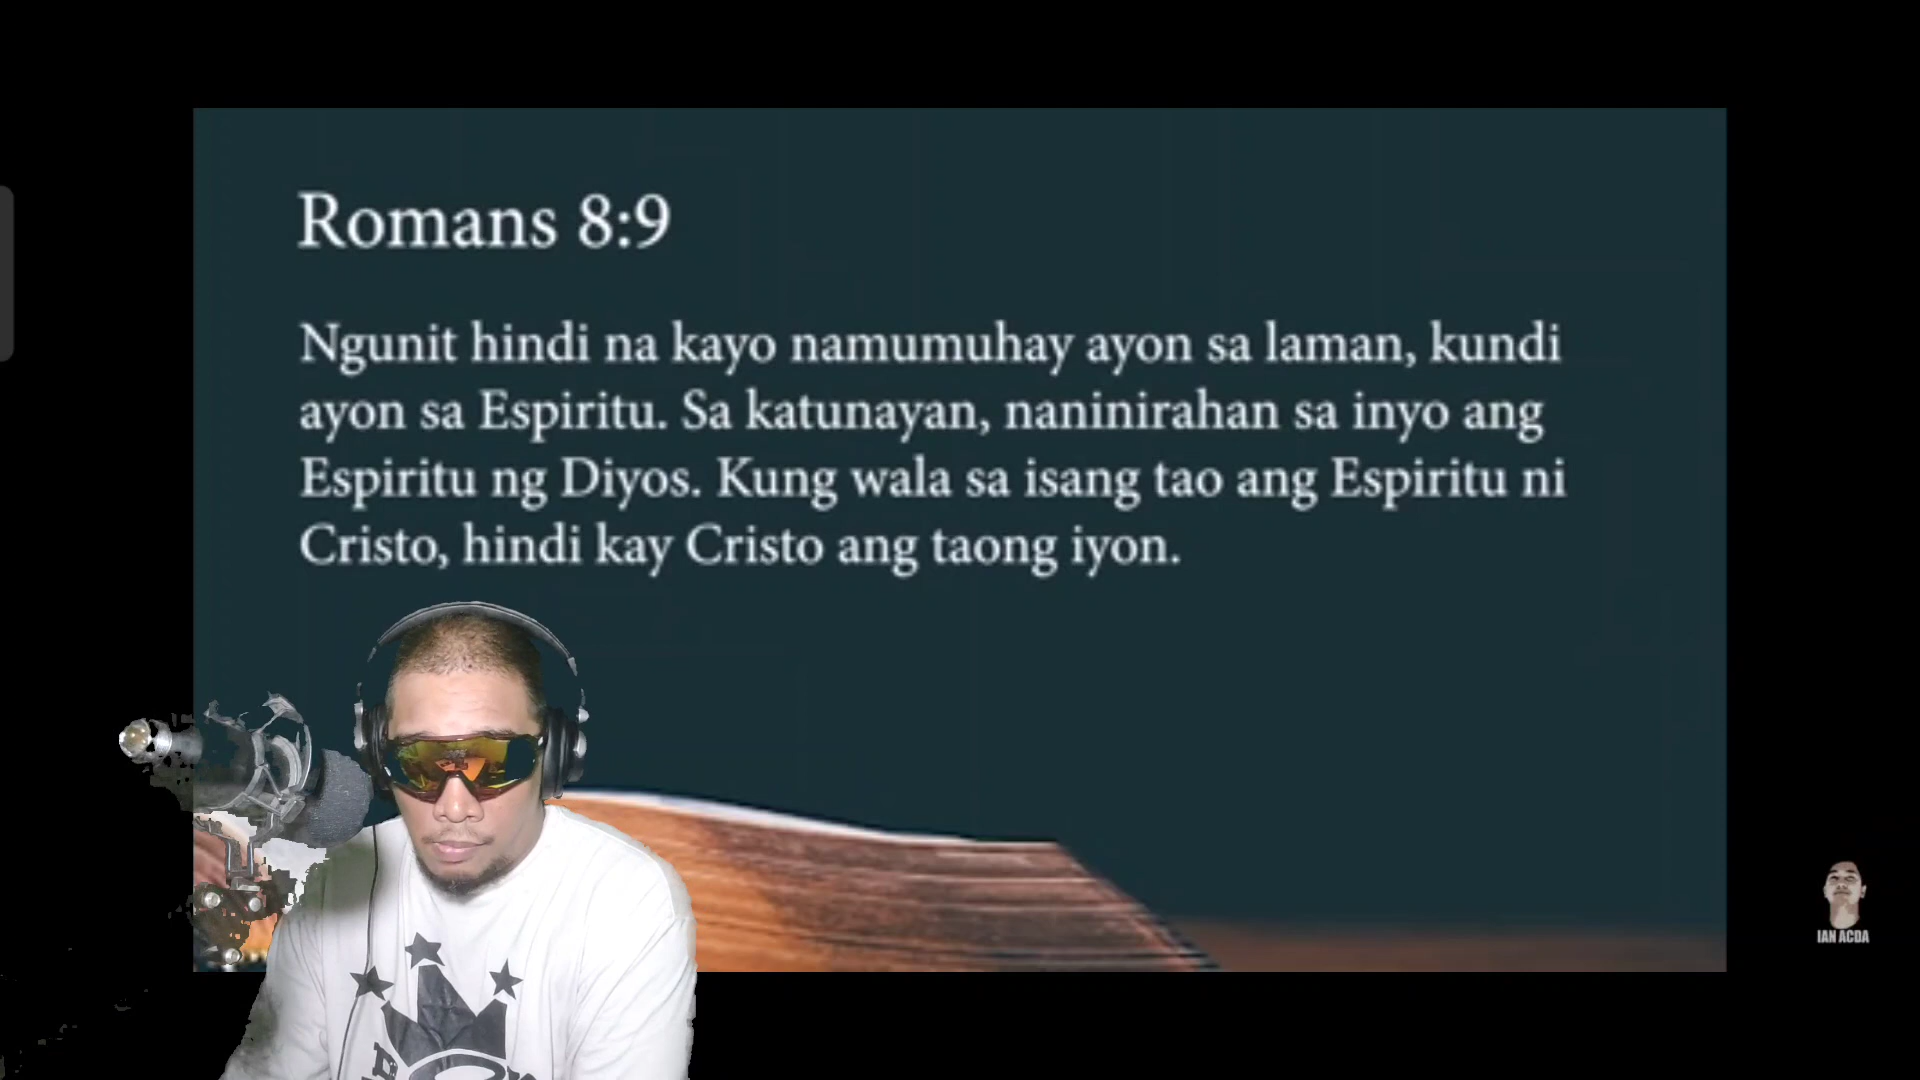 Romans 8:9
Ngunit hindi na kayo namumuhay ayon sa laman, kundi
ayon sa Espiritu. Sa katunayan, naninirahan sa inyo ang
Espiritu ng Diyos. Kung wala sa isang tao ang Espiritu ni
Cristo, hindi kay Cristo ang taong iyon.
IAN ACDA